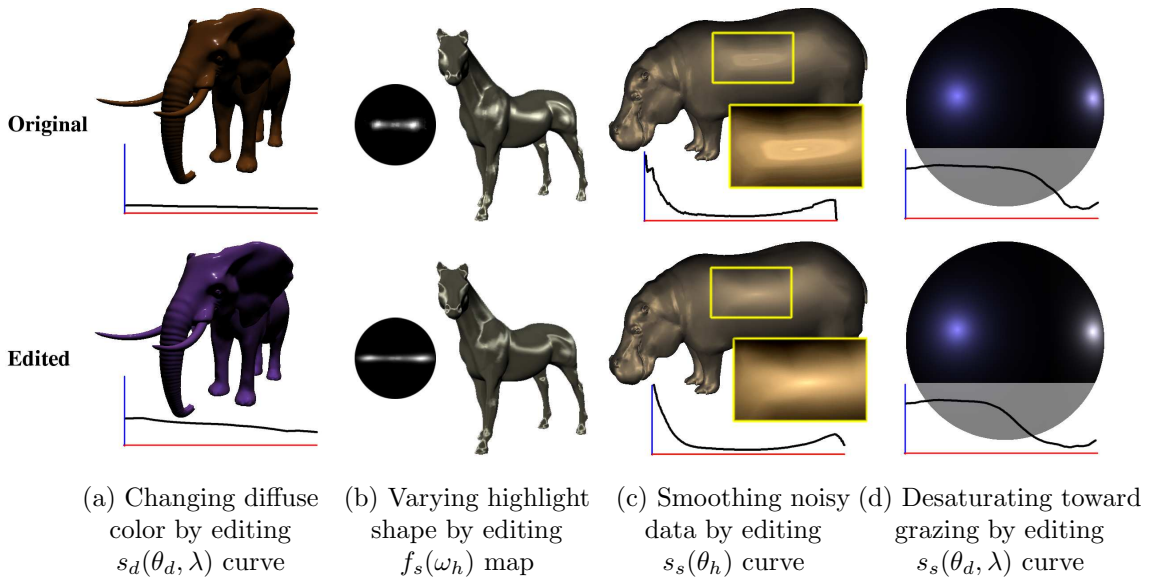 Original
Edited
(a) Changing diffuse
color by editing
s_d(θ_d, λ) curve
(b) Varying highlight
shape by editing
f_s(ω_h) map
(c) Smoothing noisy
data by editing
s_s(θ_h) curve
(d) Desaturating toward
grazing by editing
s_s(θ_d, λ) curve